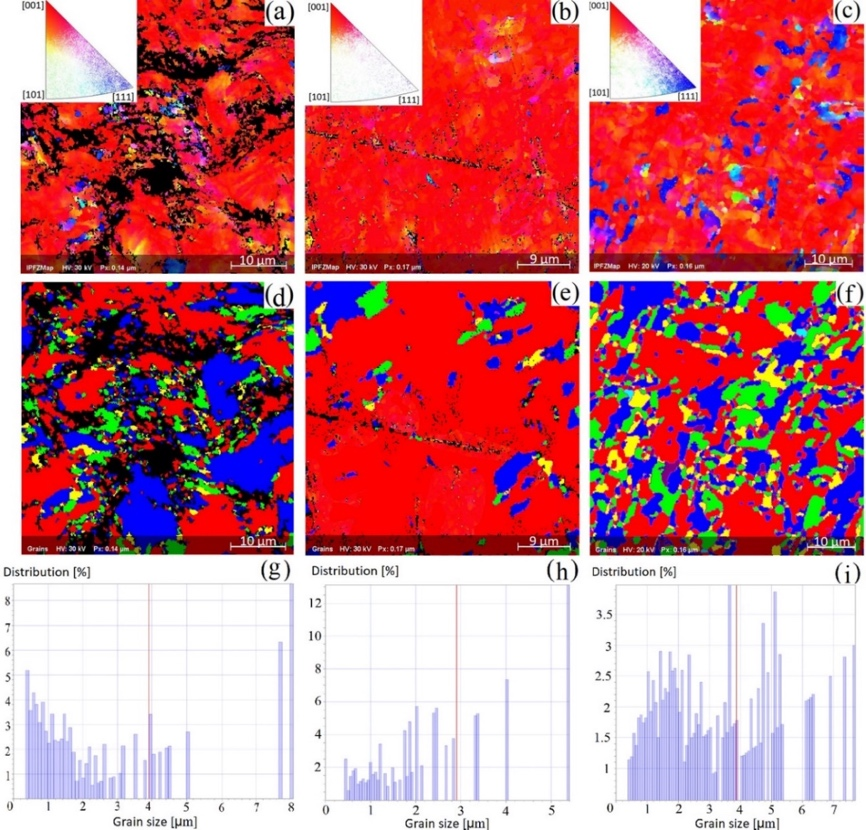 (a)
[001]
[101]
[111]
IPFZMap HV: 30 kV Px: 0.14 µm
10 µm
(b)
[001]
[101]
[111]
IPFZMap HV: 30 kV Px: 0.17 µm
9 µm
(c)
[001]
[101]
[111]
IPFZMap HV: 20 kV Px: 0.16 µm
10 µm
(d)
Grains HV: 30 kV Px: 0.14 µm
10 µm
(e)
Grains HV: 30 kV Px: 0.17 µm
9 µm
(f)
Grains HV: 20 kV Px: 0.16 µm
10 µm
Distribution [%]
(g)
8
7
6
5
4
3
2
1
0 1 2 3 4 5 6 7 8
Grain size [µm]
Distribution [%]
(h)
12
10
8
6
4
2
0 1 2 3 4 5
Grain size [µm]
Distribution [%]
(i)
3.5
3
2.5
2
1.5
1
0 1 2 3 4 5 6 7
Grain size [µm]